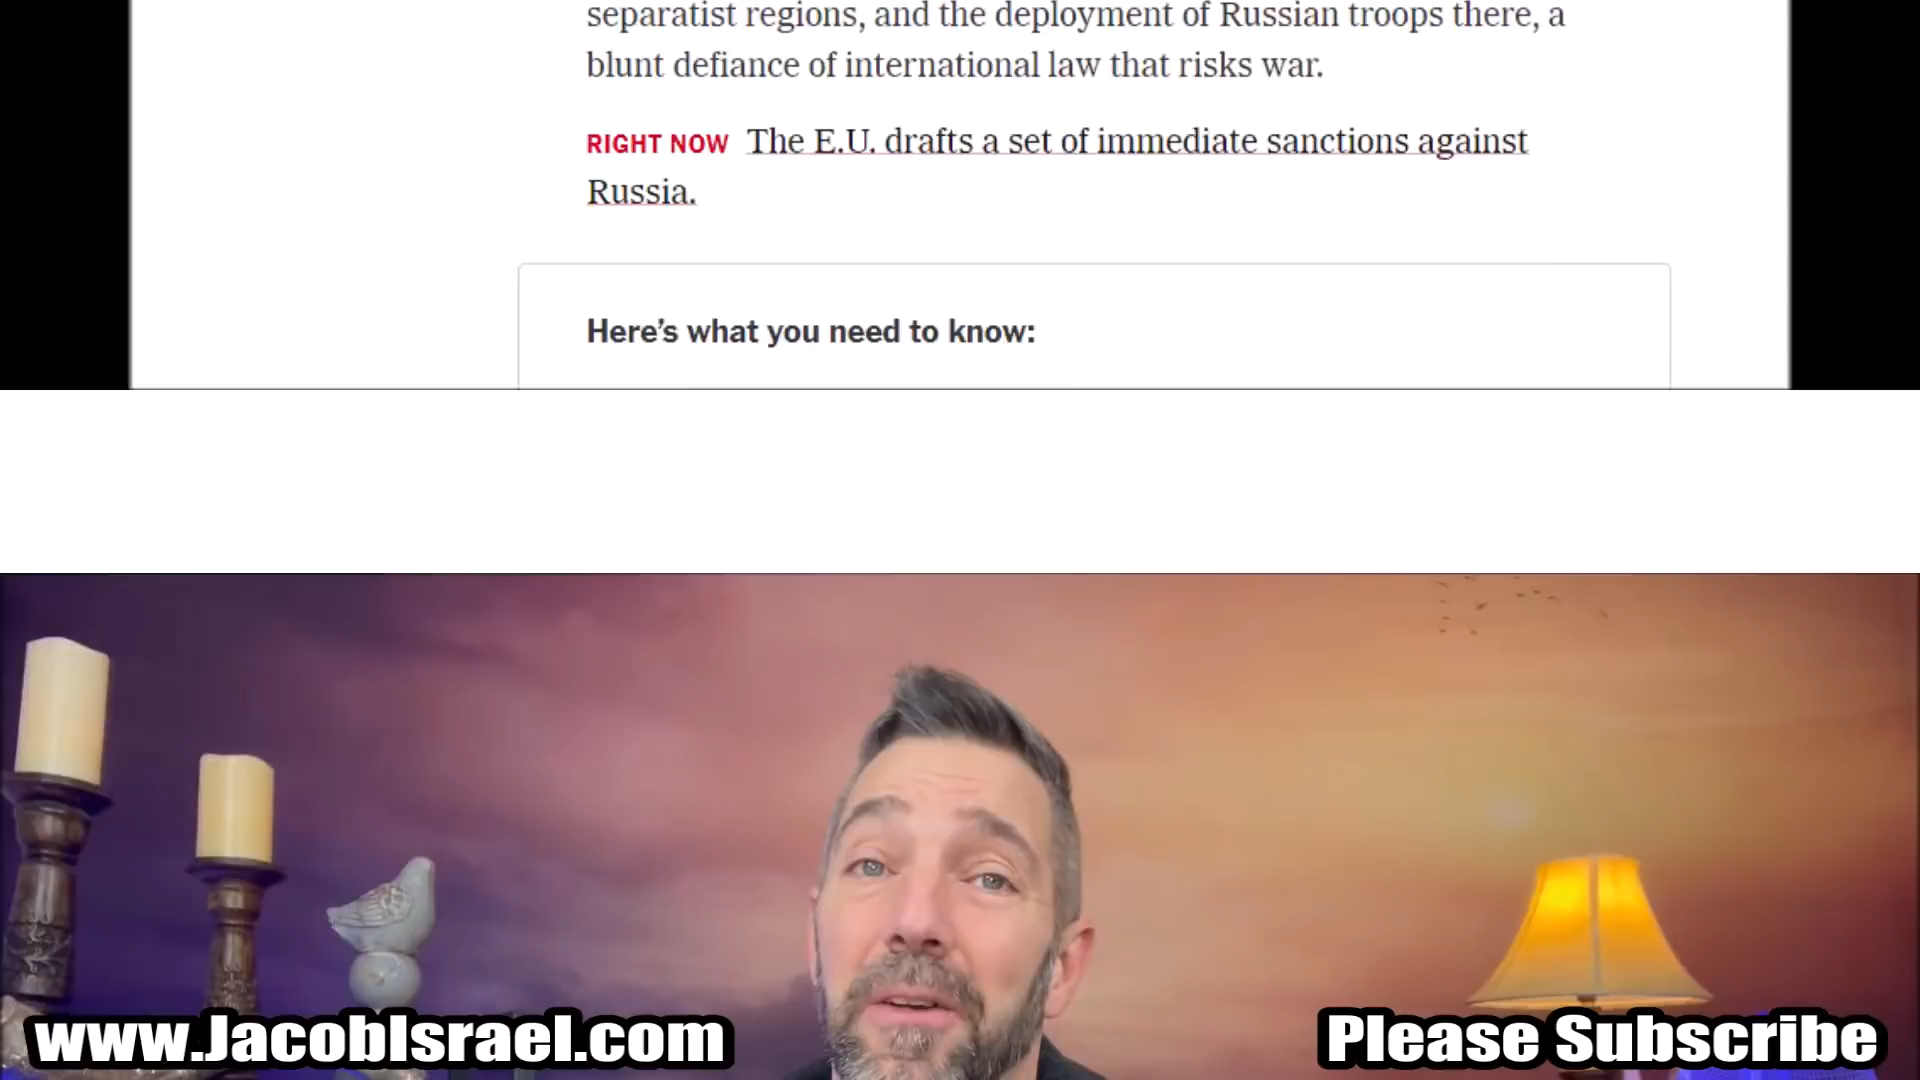 separatist regions, and the deployment of Russian troops there, a
blunt defiance of international law that risks war.
RIGHT NOW The E.U. drafts a set of immediate sanctions against
Russia.
Here’s what you need to know:
www.JacobIsrael.com
Please Subscribe